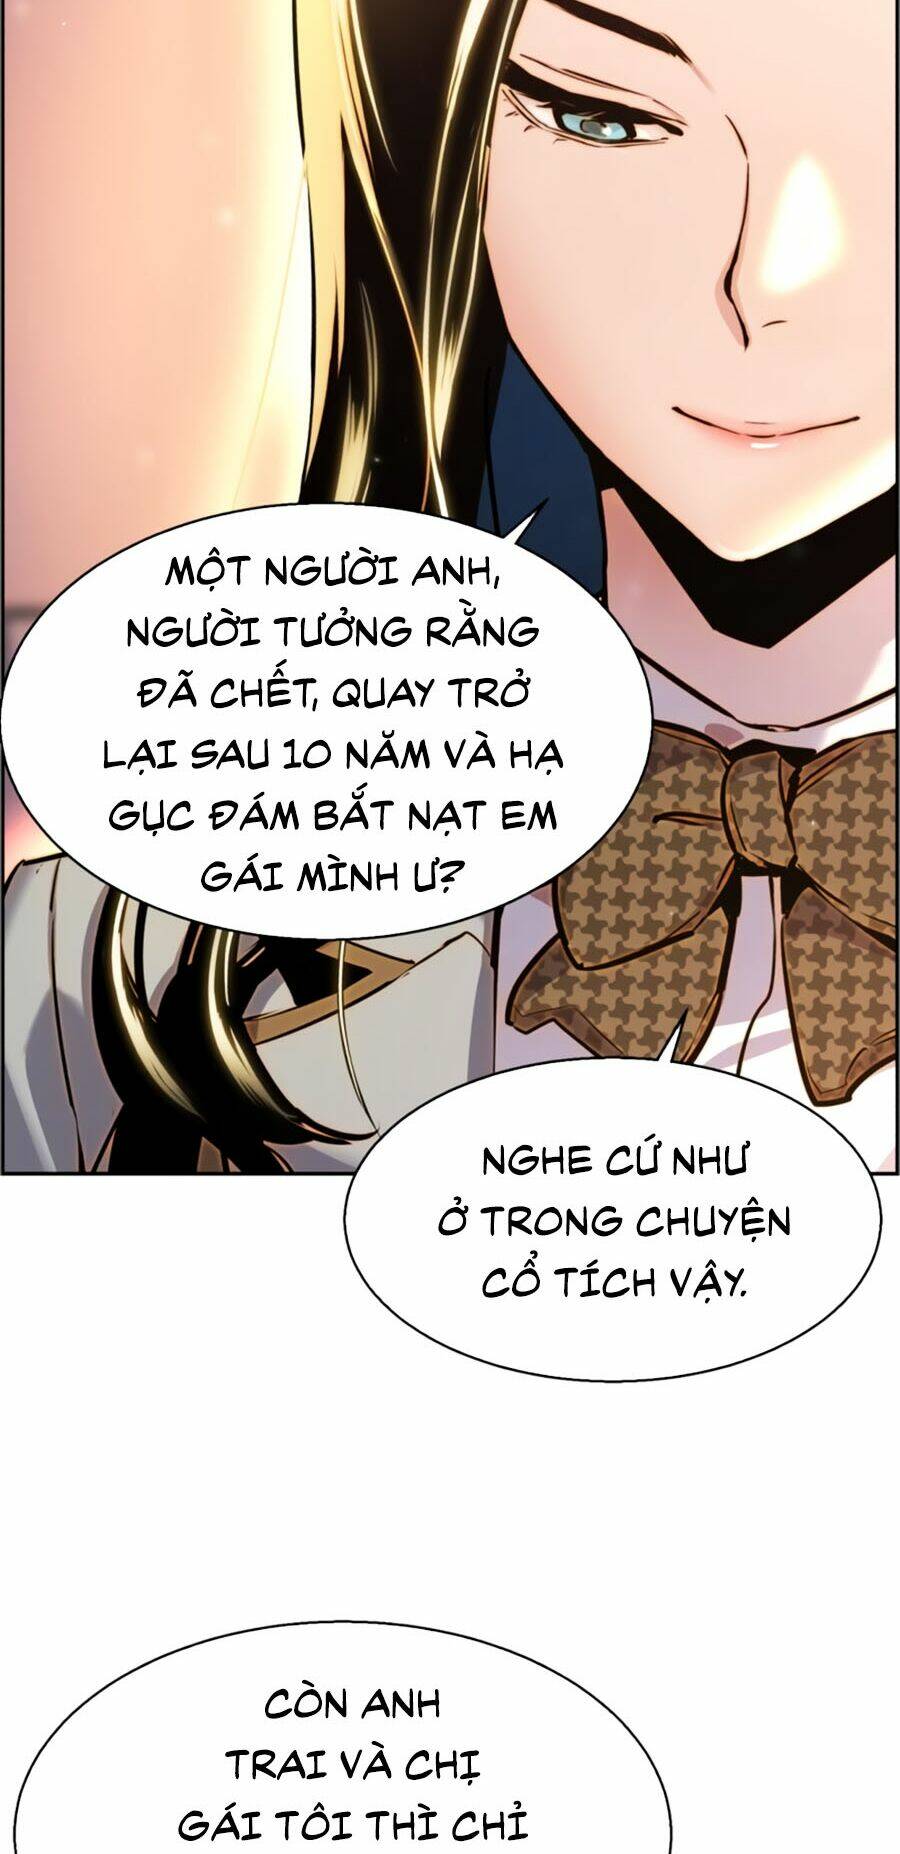 MỘT NGƯỜI ANH,
NGƯỜI TƯỞNG RẰNG
ĐÃ CHẾT, QUAY TRỞ
LẠI SAU 10 NĂM VÀ HẠ
GỤC ĐÁM BẮT NẠT EM
GÁI MÌNH Ư?
NGHE CỨ NHƯ
Ở TRONG CHUYỆN
CỔ TÍCH VẬY.
CÒN ANH
TRAI VÀ CHỊ
GÁI TÔI THÌ CHỈ